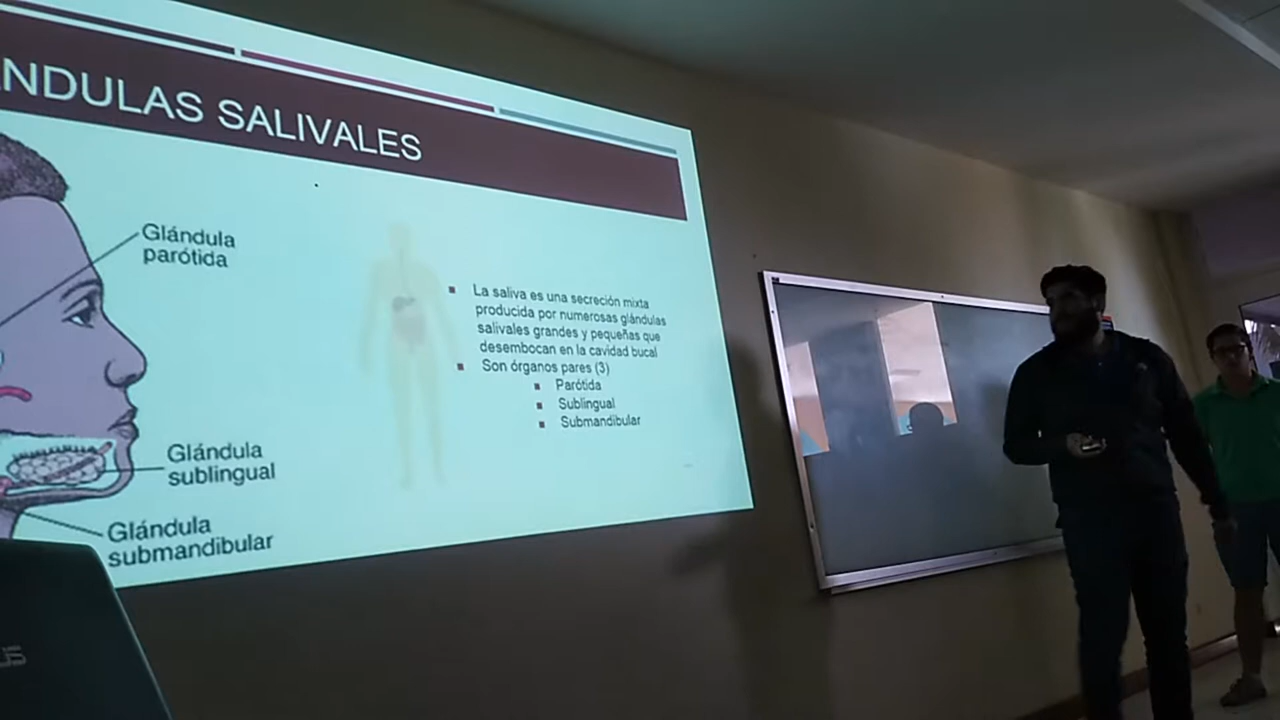 NDULAS SALIVALES
Glándula
parótida
La saliva es una secreción mixta
producida por numerosas glándulas
salivales grandes y pequeñas que
desembocan en la cavidad bucal
Son órganos pares (3)
Parótida
Sublingual
Submandibular
Glándula
sublingual
Glándula
submandibular
US